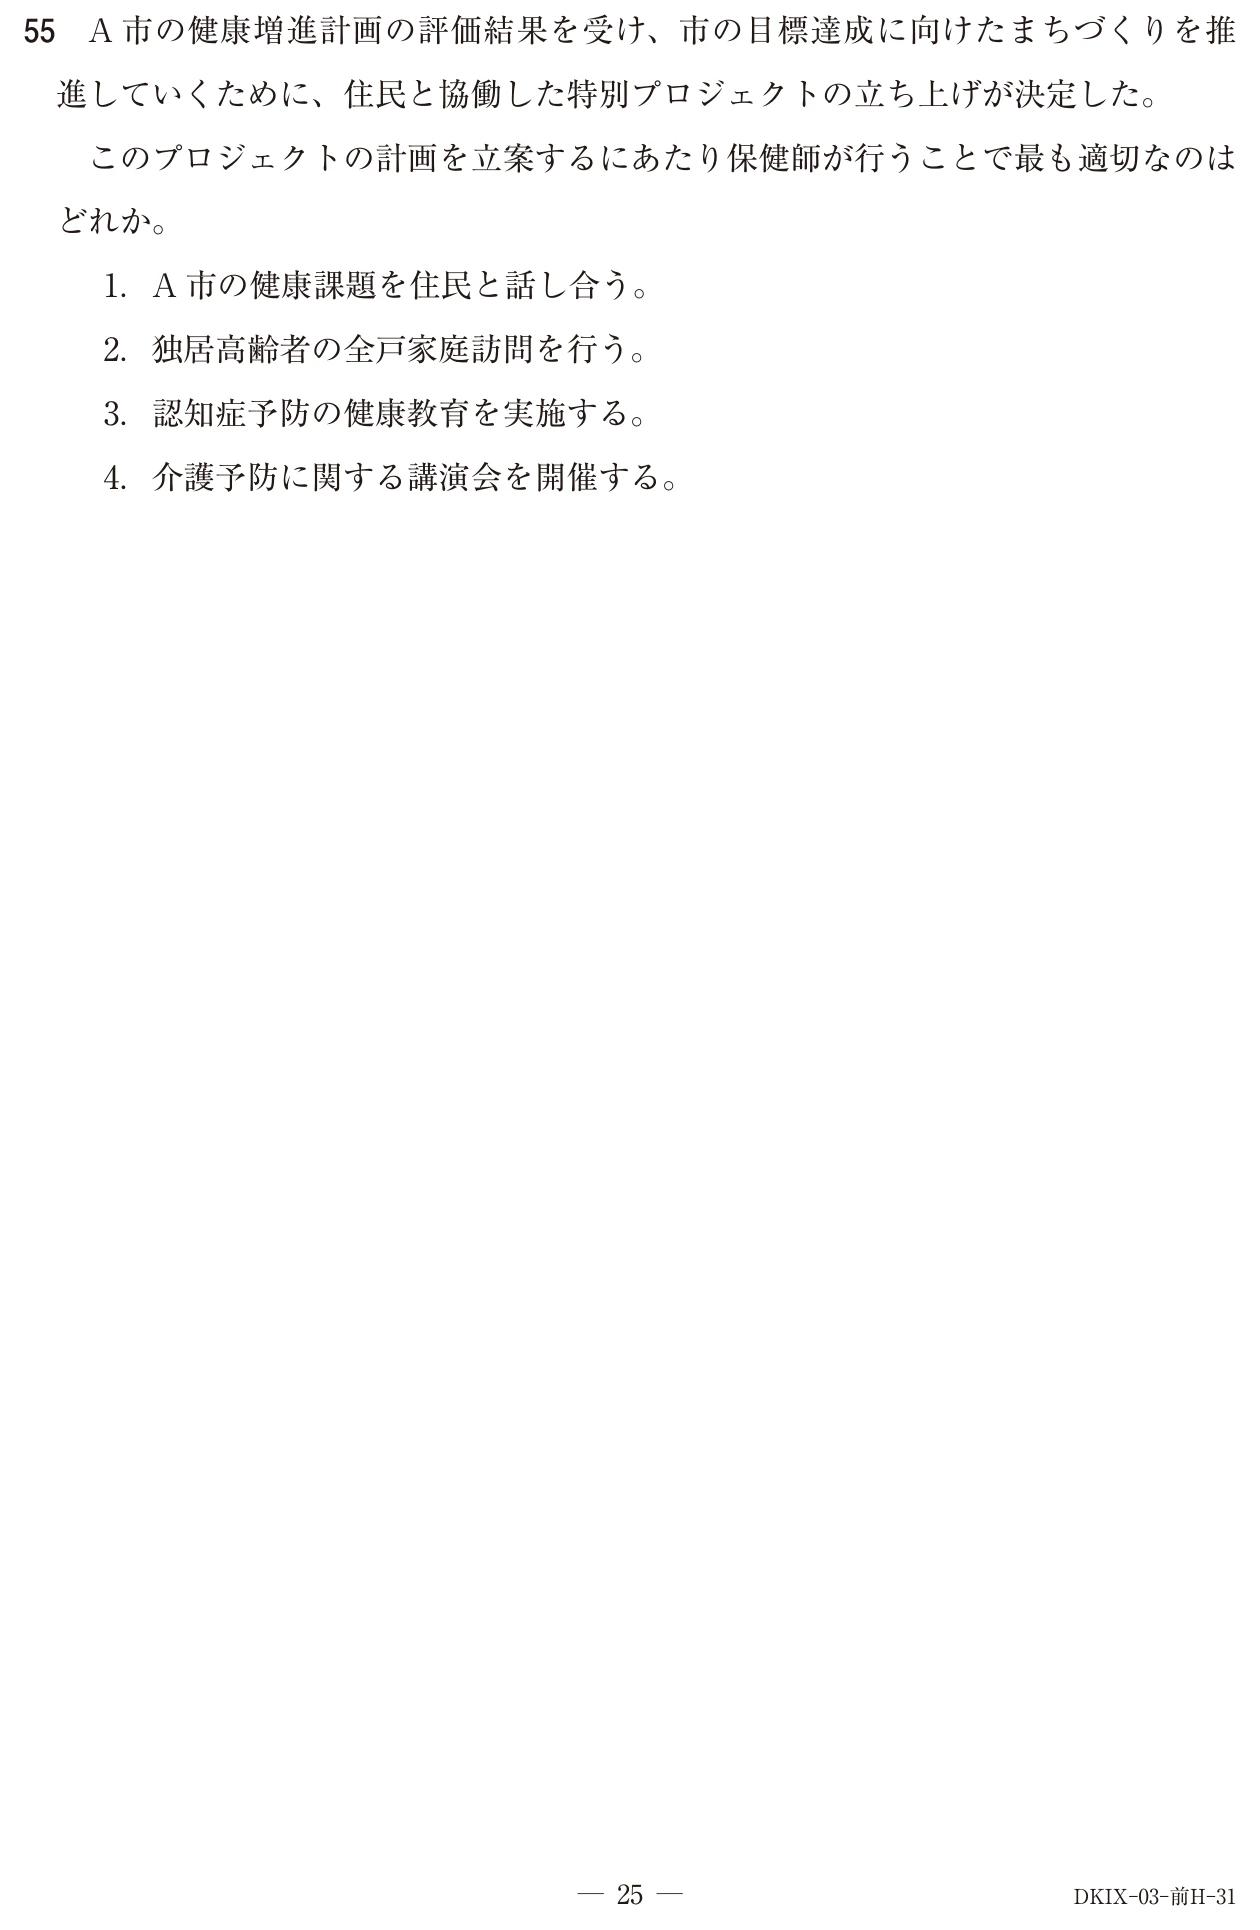 55 A 市の健康増進計画の評価結果を受け、市の目標達成に向けたまちづくりを推
進していくために、住民と協働した特別プロジェクトの立ち上げが決定した。
このプロジェクトの計画を立案するにあたり保健師が行うことで最も適切なのは
どれか。
1. A 市の健康課題を住民と話し合う。
2. 独居高齢者の全戸家庭訪問を行う。
3. 認知症予防の健康教育を実施する。
4. 介護予防に関する講演会を開催する。
— 25 —
DKIX-03-前H-31